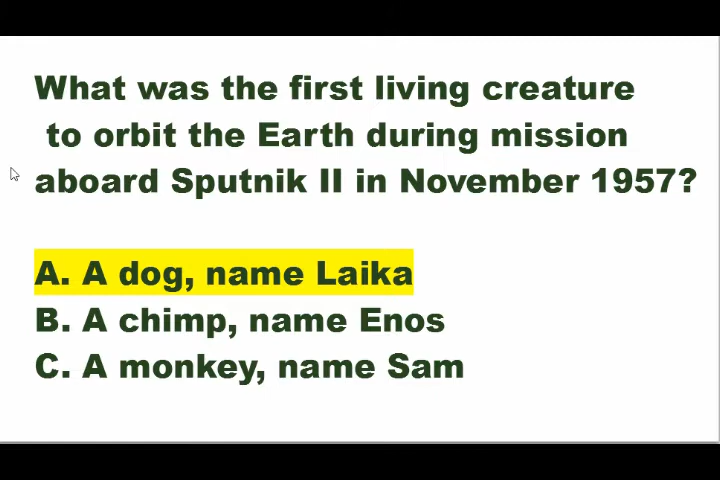 What was the first living creature
to orbit the Earth during mission
aboard Sputnik II in November 1957?
A. A dog, name Laika
B. A chimp, name Enos
C. A monkey, name Sam